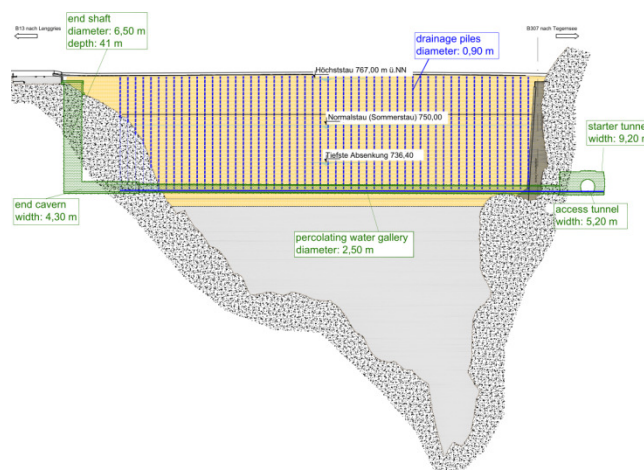 B13 nach Lenggries
B307 nach Tegernsee
end shaft
diameter: 6,50 m
depth: 41 m
drainage piles
diameter: 0,90 m
Höchststau 767,00 m ü.NN
Normalstau (Sommerstau) 750,00
Tiefste Absenkung 736,40
starter tunnel
width: 9,20 m
end cavern
width: 4,30 m
access tunnel
width: 5,20 m
percolating water gallery
diameter: 2,50 m